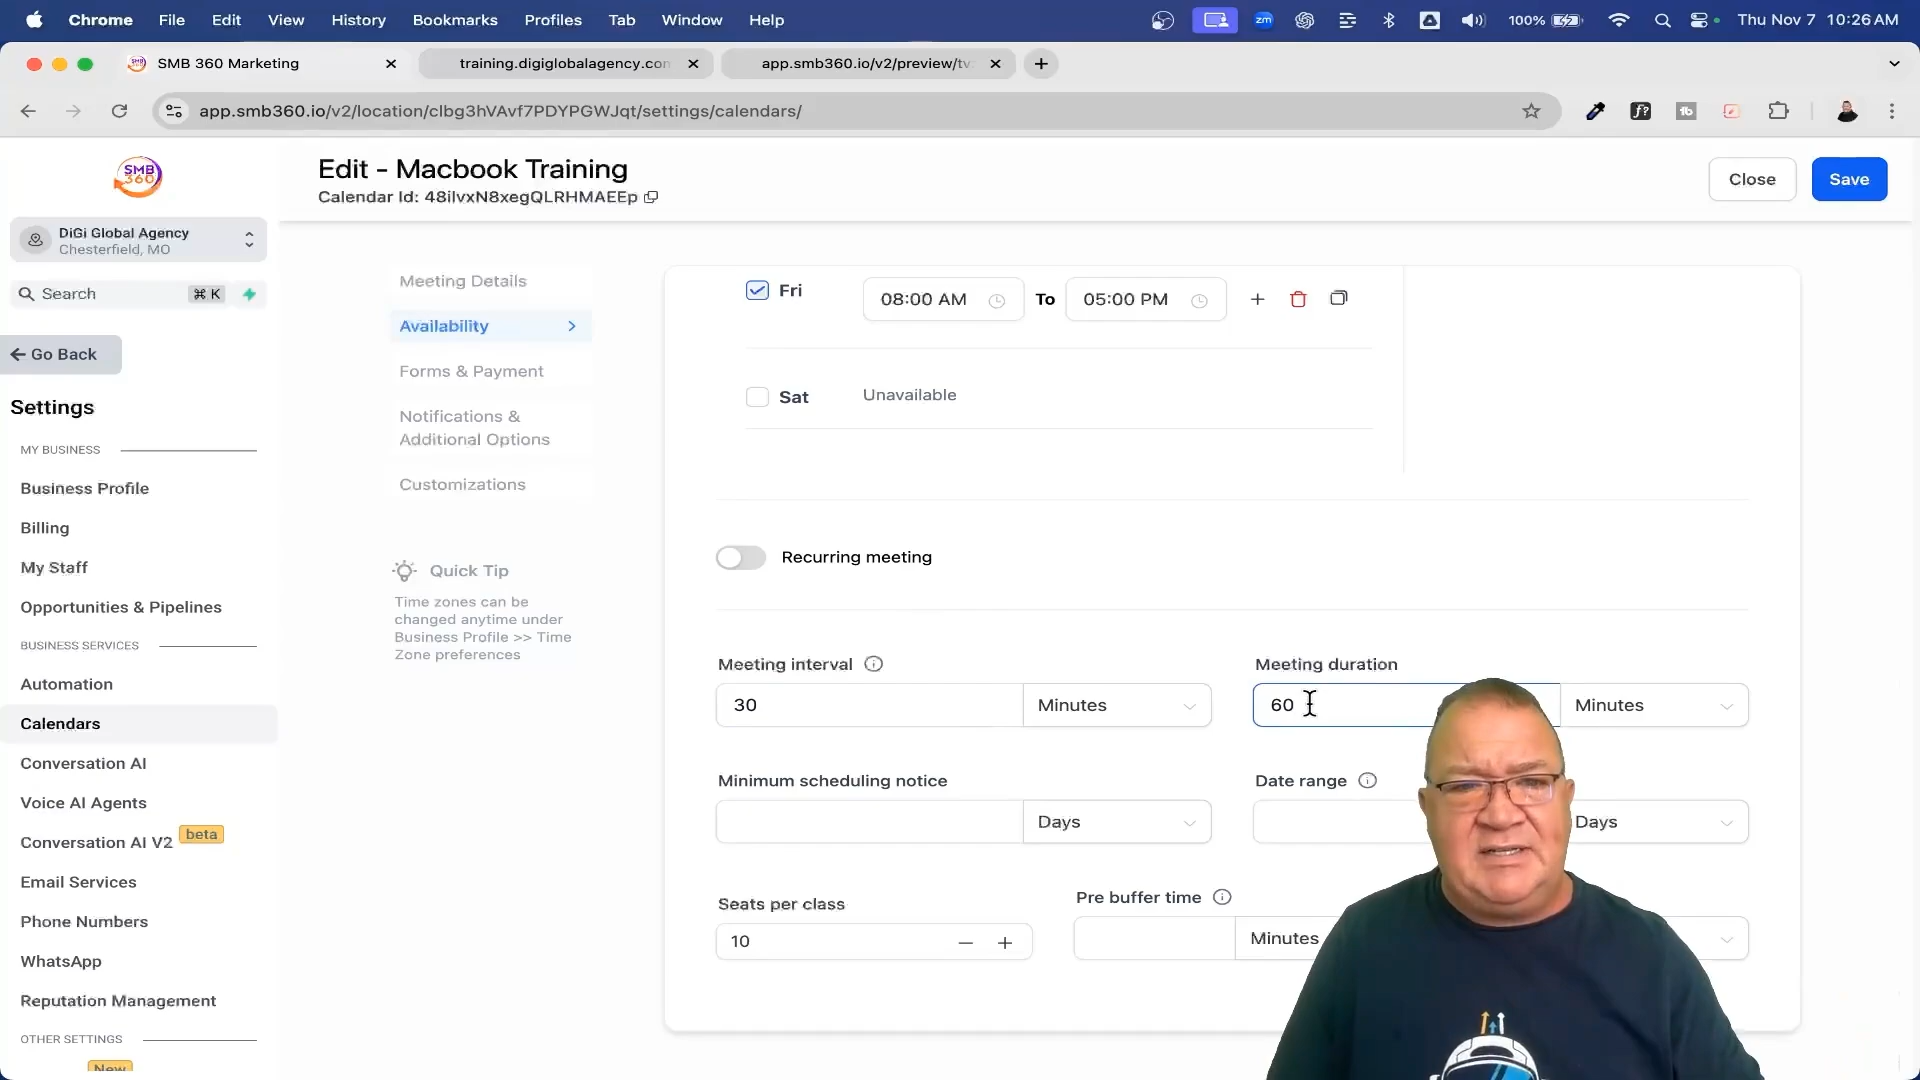 Chrome File Edit View History Bookmarks Profiles Tab Window Help zm 100% Thu Nov 7 10:26 AM
SMB 360 Marketing training.digiglobalagency.con app.smb360.io/v2/preview/tv
app.smb360.io/v2/location/clbg3hVAvf7PDYPGWJqt/settings/calendars/ f? tb
SMB
360
Edit - Macbook Training
Calendar Id: 48ilvxN8xegQLRHMAEEp
Close
Save
DiGi Global Agency
Chesterfield, MO
Search ⌘ K
Go Back
Settings
MY BUSINESS
Business Profile
Billing
My Staff
Opportunities & Pipelines
BUSINESS SERVICES
Automation
Calendars
Conversation AI
Voice AI Agents
Conversation AI V2 beta
Email Services
Phone Numbers
WhatsApp
Reputation Management
OTHER SETTINGS
New
Meeting Details
Availability
Forms & Payment
Notifications &
Additional Options
Customizations
Quick Tip
Time zones can be
changed anytime under
Business Profile >> Time
Zone preferences
Fri 08:00 AM To 05:00 PM
Sat Unavailable
Recurring meeting
Meeting interval
30 Minutes
Meeting duration
60 Minutes
Minimum scheduling notice
Days
Date range
Days
Seats per class
10
Pre buffer time
Minutes